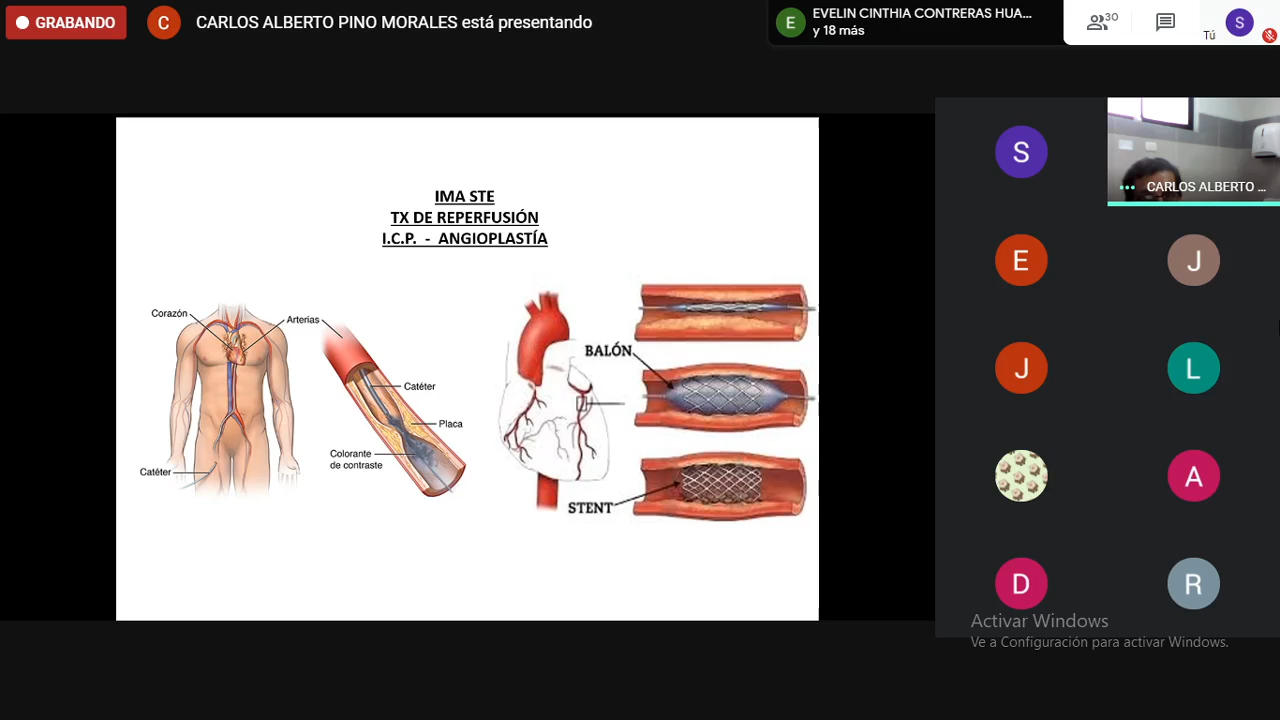 GRABANDO
C
CARLOS ALBERTO PINO MORALES está presentando
E
EVELIN CINTHIA CONTRERAS HUA...
y 18 más
30
Tú
S
IMA STE
TX DE REPERFUSIÓN
I.C.P. - ANGIOPLASTÍA
Corazón
Arterias
Catéter
Placa
Colorante
de contraste
Catéter
BALÓN
STENT
S
CARLOS ALBERTO ...
E
J
J
L
A
D
R
Activar Windows
Ve a Configuración para activar Windows.